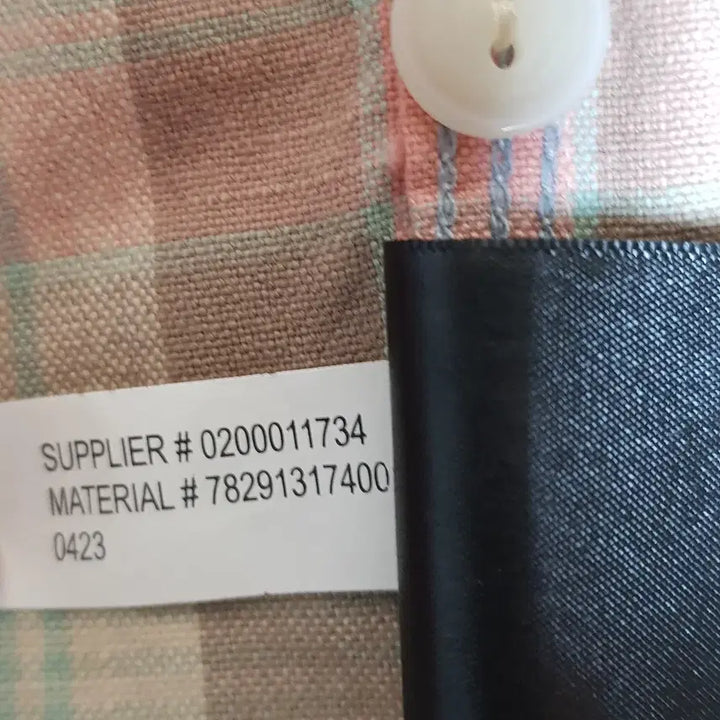 SUPPLIER # 0200011734
MATERIAL # 78291317400
0423